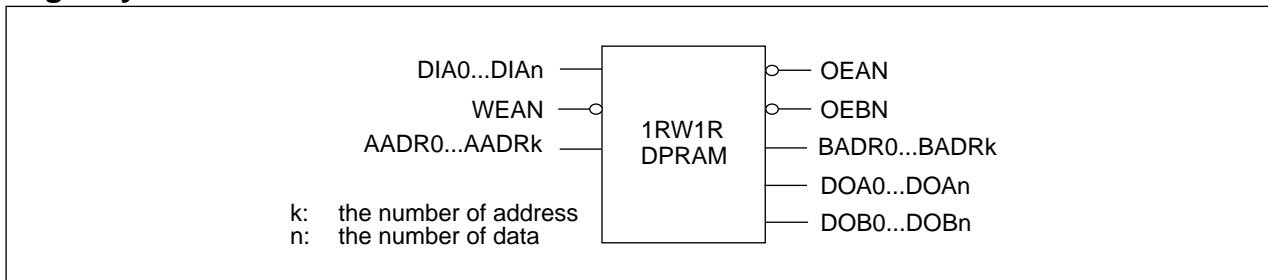 DIA0...DIAn
WEAN
AADR0...AADRk
1RW1R
DPRAM
OEAN
OEBN
BADR0...BADRk
DOA0...DOAn
DOB0...DOBn
k: the number of address
n: the number of data